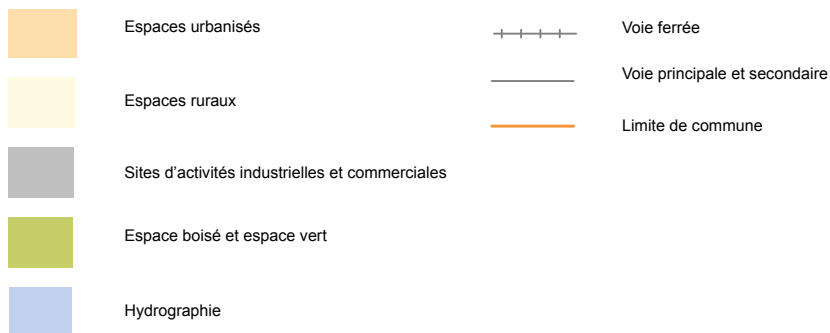 Espaces urbanisés
Espaces ruraux
Sites d'activités industrielles et commerciales
Espace boisé et espace vert
Hydrographie
Voie ferrée
Voie principale et secondaire
Limite de commune